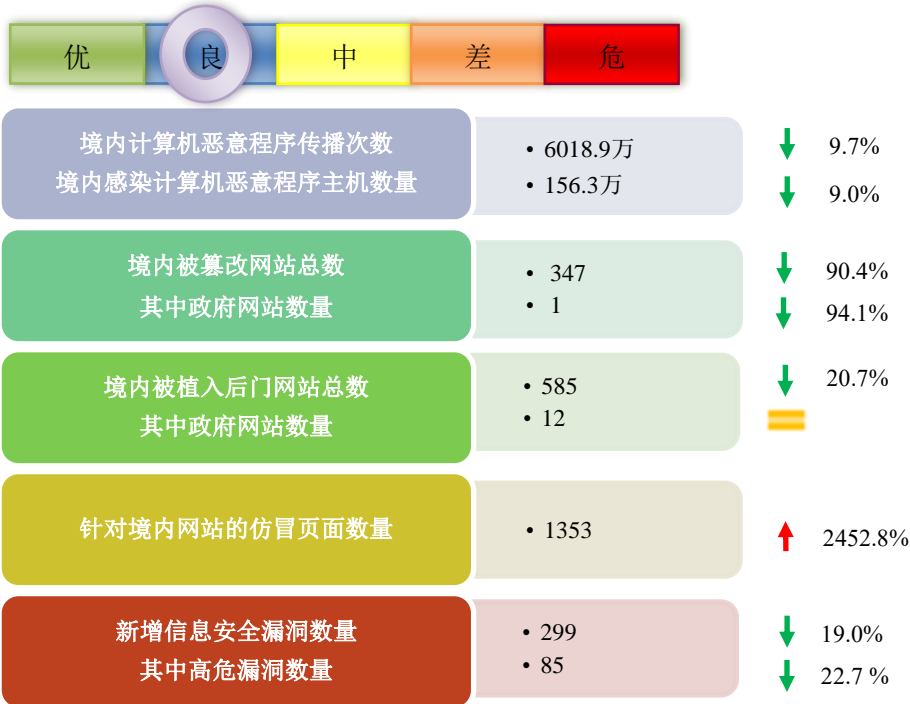 优 良 中 差 危
境内计算机恶意程序传播次数
境内感染计算机恶意程序主机数量
• 6018.9万
• 156.3万
9.7%
9.0%
境内被篡改网站总数
其中政府网站数量
• 347
• 1
90.4%
94.1%
境内被植入后门网站总数
其中政府网站数量
• 585
• 12
20.7%
针对境内网站的仿冒页面数量
• 1353
2452.8%
新增信息安全漏洞数量
其中高危漏洞数量
• 299
• 85
19.0%
22.7 %